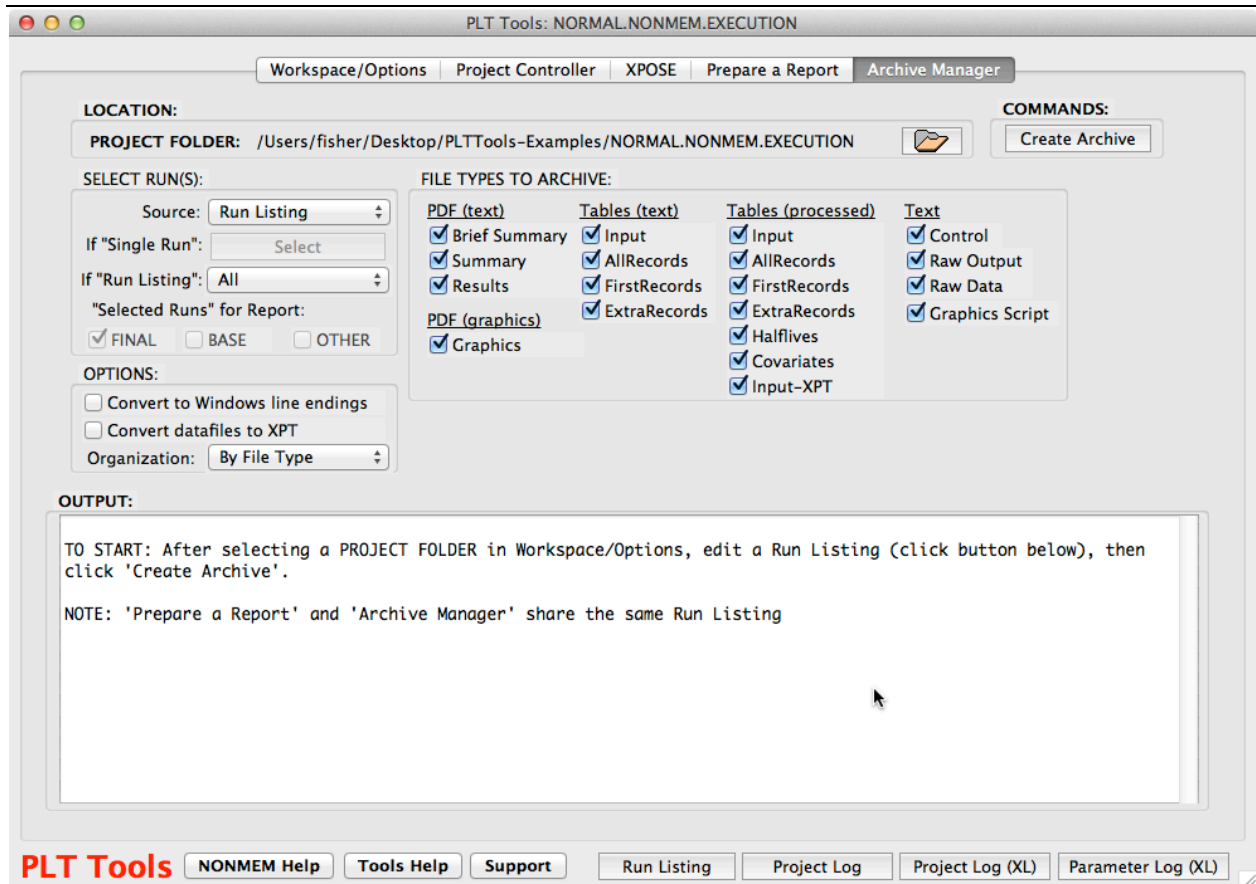 PLT Tools: NORMAL.NONMEM.EXECUTION
Workspace/Options Project Controller XPOSE Prepare a Report Archive Manager
LOCATION:
COMMANDS:
PROJECT FOLDER: /Users/fisher/Desktop/PLTTools-Examples/NORMAL.NONMEM.EXECUTION
Create Archive
SELECT RUN(S):
Source: Run Listing
If "Single Run": Select
If "Run Listing": All
"Selected Runs" for Report:
FINAL BASE OTHER
OPTIONS:
Convert to Windows line endings
Convert datafiles to XPT
Organization: By File Type
FILE TYPES TO ARCHIVE:
PDF (text)
Brief Summary
Summary
Results
PDF (graphics)
Graphics
Tables (text)
Input
AllRecords
FirstRecords
ExtraRecords
Tables (processed)
Input
AllRecords
FirstRecords
ExtraRecords
Halflives
Covariates
Input-XPT
Text
Control
Raw Output
Raw Data
Graphics Script
OUTPUT:
TO START: After selecting a PROJECT FOLDER in Workspace/Options, edit a Run Listing (click button below), then
click 'Create Archive'.
NOTE: 'Prepare a Report' and 'Archive Manager' share the same Run Listing
PLT Tools NONMEM Help Tools Help Support Run Listing Project Log Project Log (XL) Parameter Log (XL)